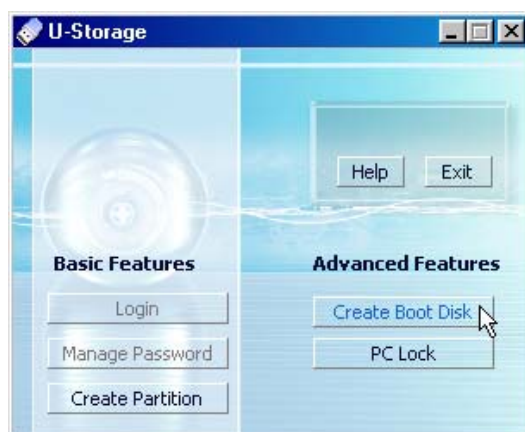 U-Storage
Help Exit
Basic Features
Login
Manage Password
Create Partition
Advanced Features
Create Boot Disk
PC Lock